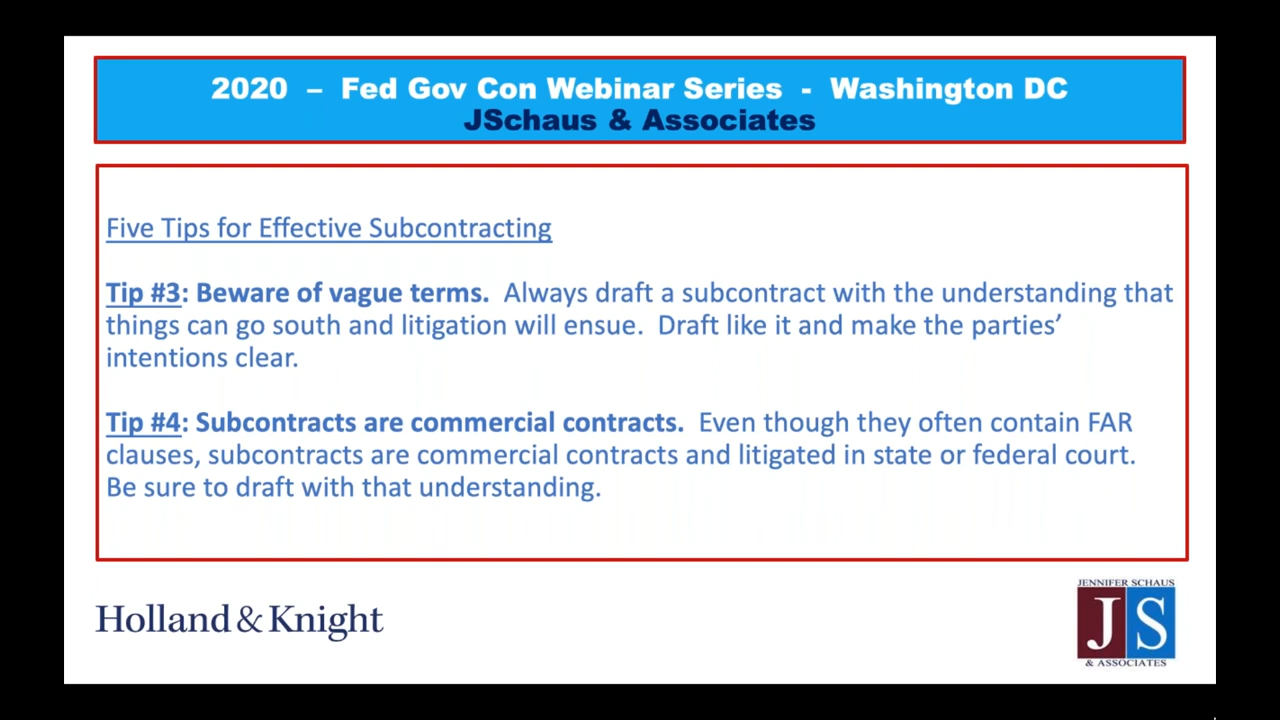 2020 – Fed Gov Con Webinar Series - Washington DC
JSchaus & Associates
Five Tips for Effective Subcontracting
Tip #3: Beware of vague terms. Always draft a subcontract with the understanding that
things can go south and litigation will ensue. Draft like it and make the parties’
intentions clear.
Tip #4: Subcontracts are commercial contracts. Even though they often contain FAR
clauses, subcontracts are commercial contracts and litigated in state or federal court.
Be sure to draft with that understanding.
Holland & Knight
JENNIFER SCHAUS
JS
& ASSOCIATES